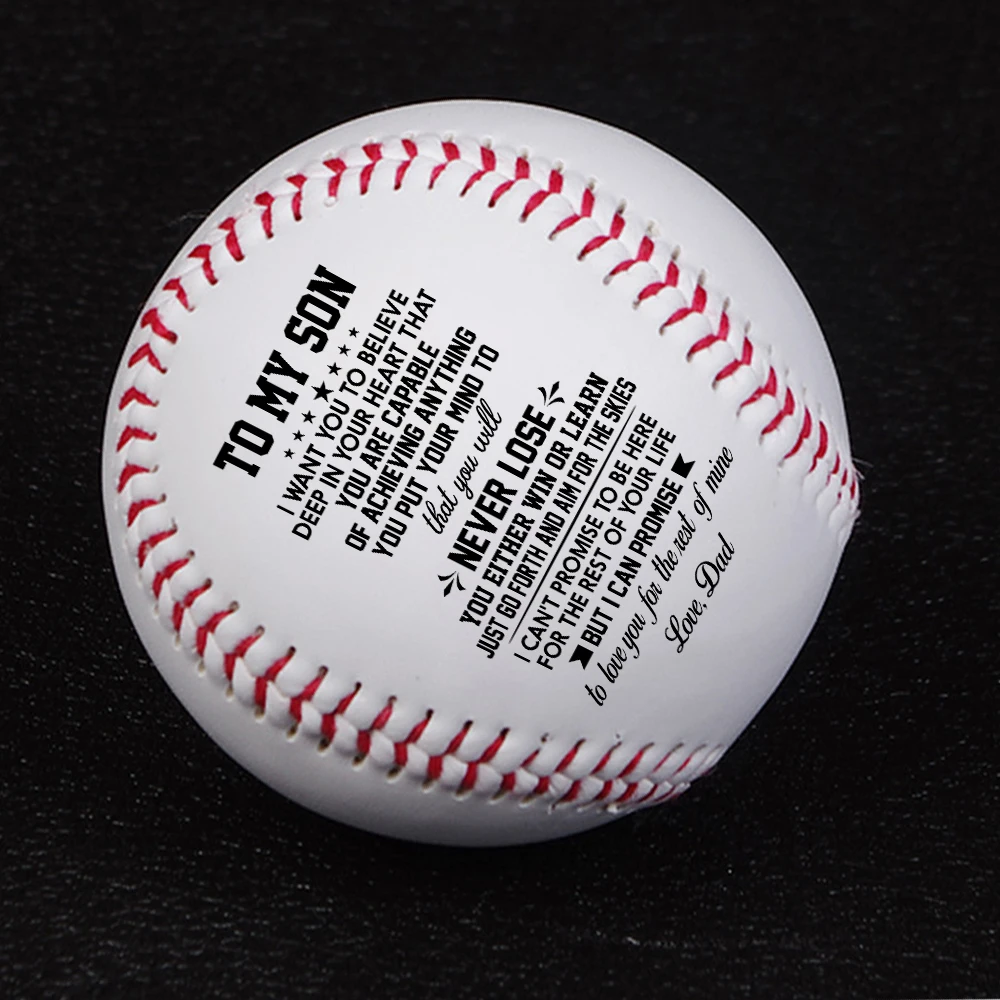 TO MY SON
I WANT YOU TO BELIEVE
DEEP IN YOUR HEART THAT
YOU ARE CAPABLE
OF ACHIEVING ANYTHING
YOU PUT YOUR MIND TO
that you will
NEVER LOSE
YOU EITHER WIN OR LEARN
JUST GO FORTH AND AIM FOR THE SKIES
I CAN'T PROMISE TO BE HERE
FOR THE REST OF YOUR LIFE
BUT I CAN PROMISE
to love you for the rest of mine
Love, Dad